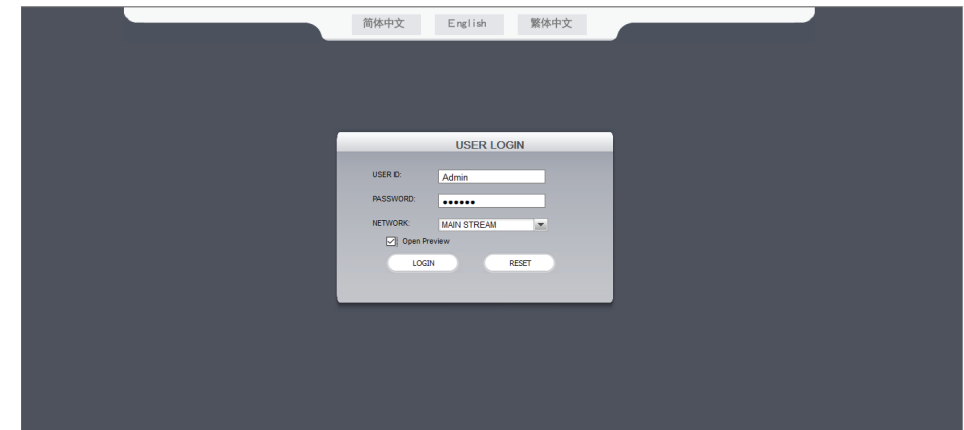 简体中文 English 繁体中文
USER LOGIN
USER ID: Admin
PASSWORD: ●●●●●●
NETWORK: MAIN STREAM
Open Preview
LOGIN RESET